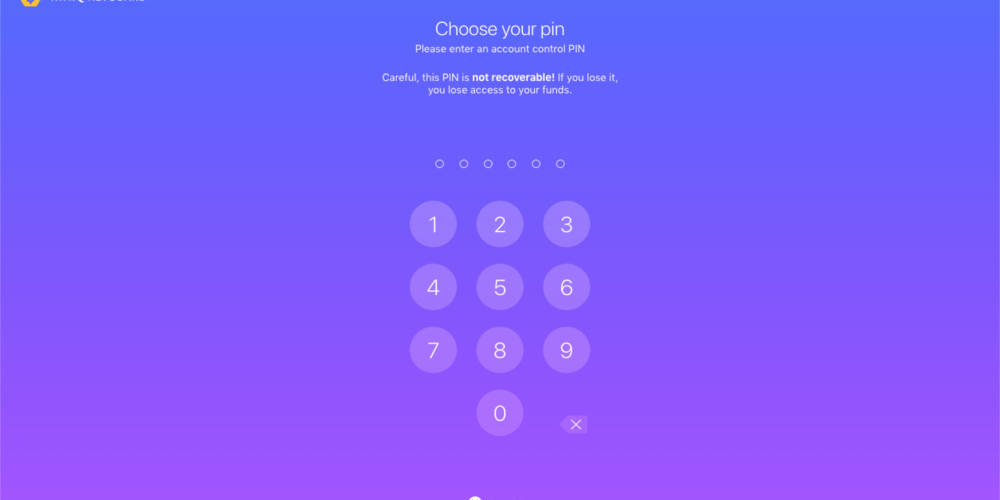 Choose your pin
Please enter an account control PIN
Careful, this PIN is not recoverable! If you lose it,
you lose access to your funds.
1 2 3
4 5 6
7 8 9
0